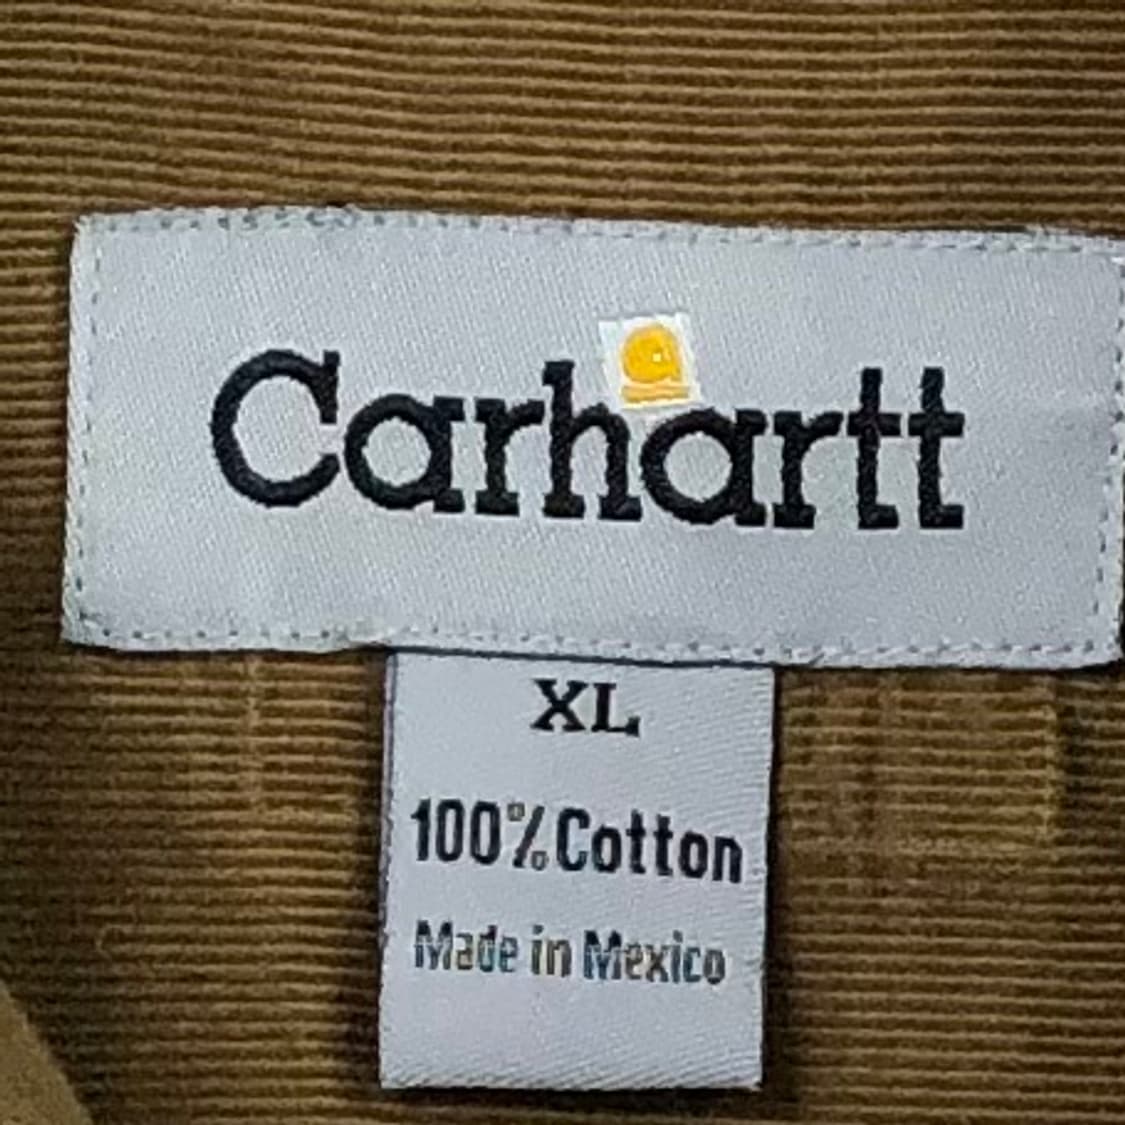 Carhartt
XL
100% Cotton
Made in Mexico